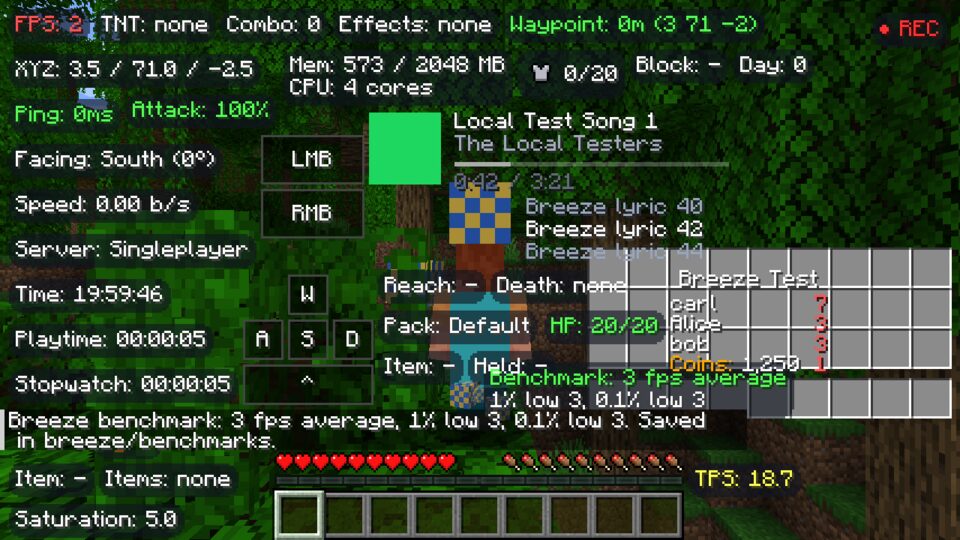 FPS: 2 TNT: none Combo: 0 Effects: none Waypoint: 0m (3 71 -2)
REC
XYZ: 3.5 / 71.0 / -2.5
Mem: 573 / 2048 MB
CPU: 4 cores
0/20
Block: - Day: 0
Ping: 0ms
Attack: 100%
Local Test Song 1
The Local Testers
0:42 / 3:21
Facing: South (0°)
LMB
Speed: 0.00 b/s
RMB
Breeze lyric 40
Breeze lyric 42
Breeze lyric 44
Server: Singleplayer
Time: 19:59:46
W
Reach: - Death: none
Breeze Test
carl 7
Alice 3
bob 3
Coins: 1,250 1
Playtime: 00:00:05
A S D
Pack: Default HP: 20/20
Item: - Held: -
Stopwatch: 00:00:05
^
Benchmark: 3 fps average
1% low 3, 0.1% low 3
Breeze benchmark: 3 fps average, 1% low 3, 0.1% low 3. Saved
in breeze/benchmarks.
Item: - Items: none
TPS: 18.7
Saturation: 5.0